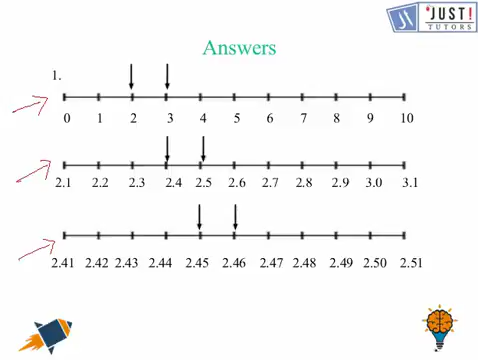 JUST!
TUTORS
Answers
1.
0 1 2 3 4 5 6 7 8 9 10
2.1 2.2 2.3 2.4 2.5 2.6 2.7 2.8 2.9 3.0 3.1
2.41 2.42 2.43 2.44 2.45 2.46 2.47 2.48 2.49 2.50 2.51